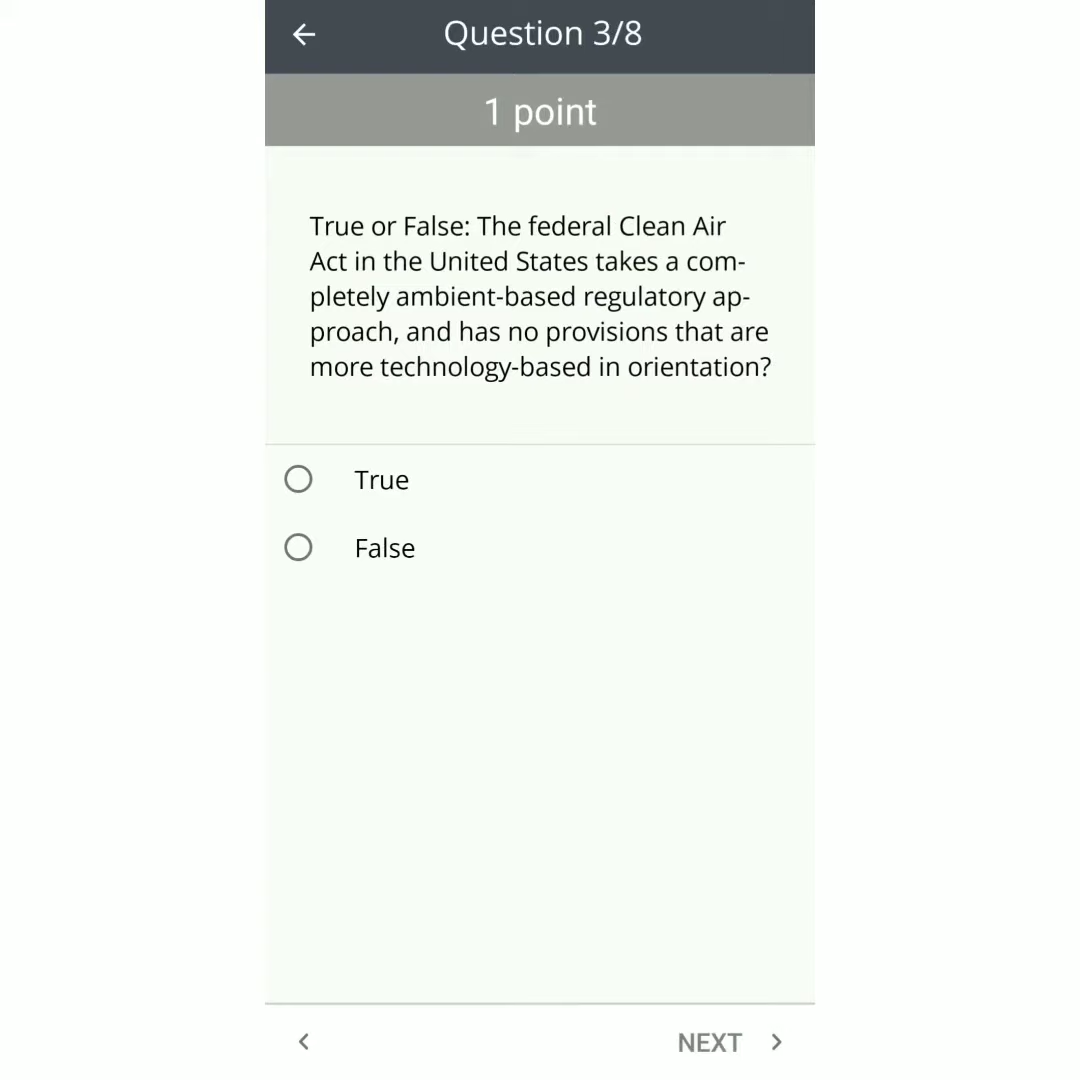 Question 3/8
1 point
True or False: The federal Clean Air
Act in the United States takes a com-
pletely ambient-based regulatory ap-
proach, and has no provisions that are
more technology-based in orientation?
True
False
NEXT